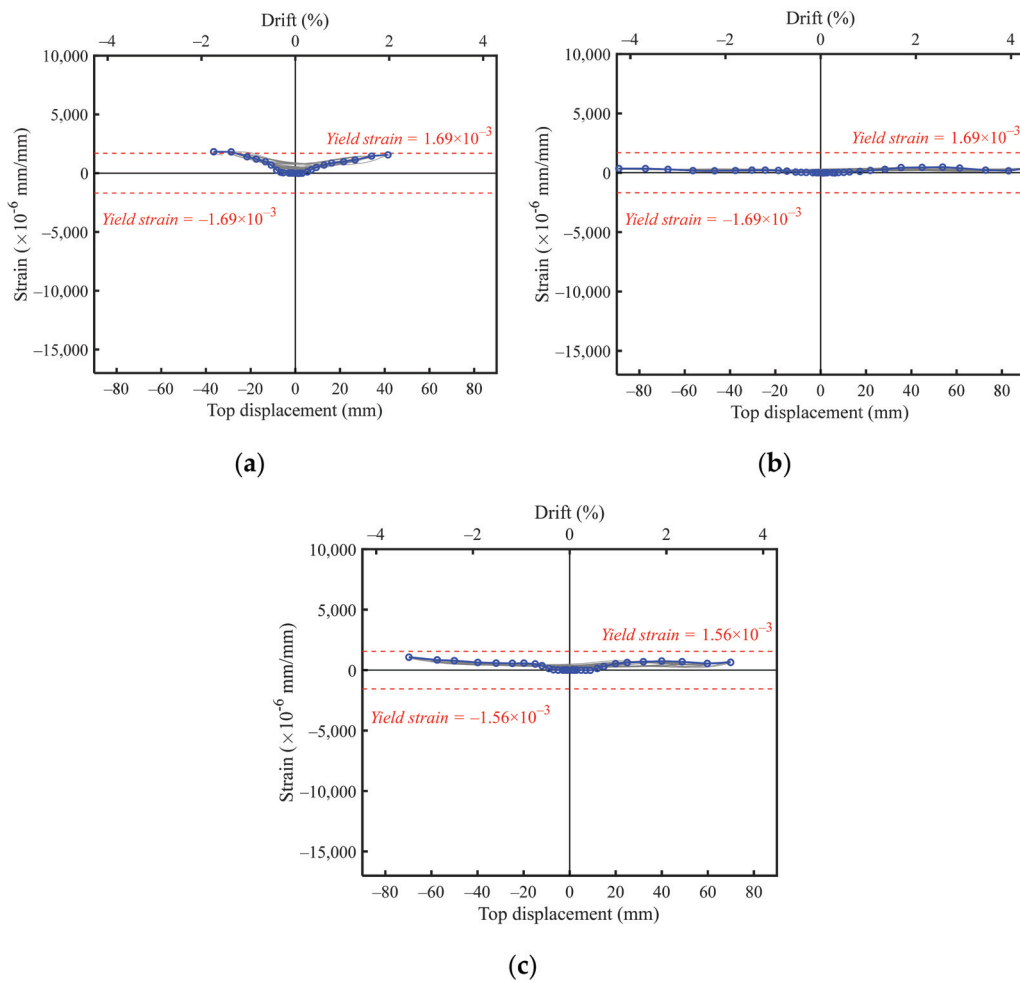 Drift (%)
−4 −2 0 2 4
10,000
5,000
0
−5,000
−10,000
−15,000
Strain (×10⁻⁶ mm/mm)
Yield strain = 1.69×10⁻³
Yield strain = −1.69×10⁻³
−80 −60 −40 −20 0 20 40 60 80
Top displacement (mm)
(a)
Drift (%)
−4 −2 0 2 4
10,000
5,000
0
−5,000
−10,000
−15,000
Strain (×10⁻⁶ mm/mm)
Yield strain = 1.69×10⁻³
Yield strain = −1.69×10⁻³
−80 −60 −40 −20 0 20 40 60 80
Top displacement (mm)
(b)
Drift (%)
−4 −2 0 2 4
10,000
5,000
0
−5,000
−10,000
−15,000
Strain (×10⁻⁶ mm/mm)
Yield strain = 1.56×10⁻³
Yield strain = −1.56×10⁻³
−80 −60 −40 −20 0 20 40 60 80
Top displacement (mm)
(c)